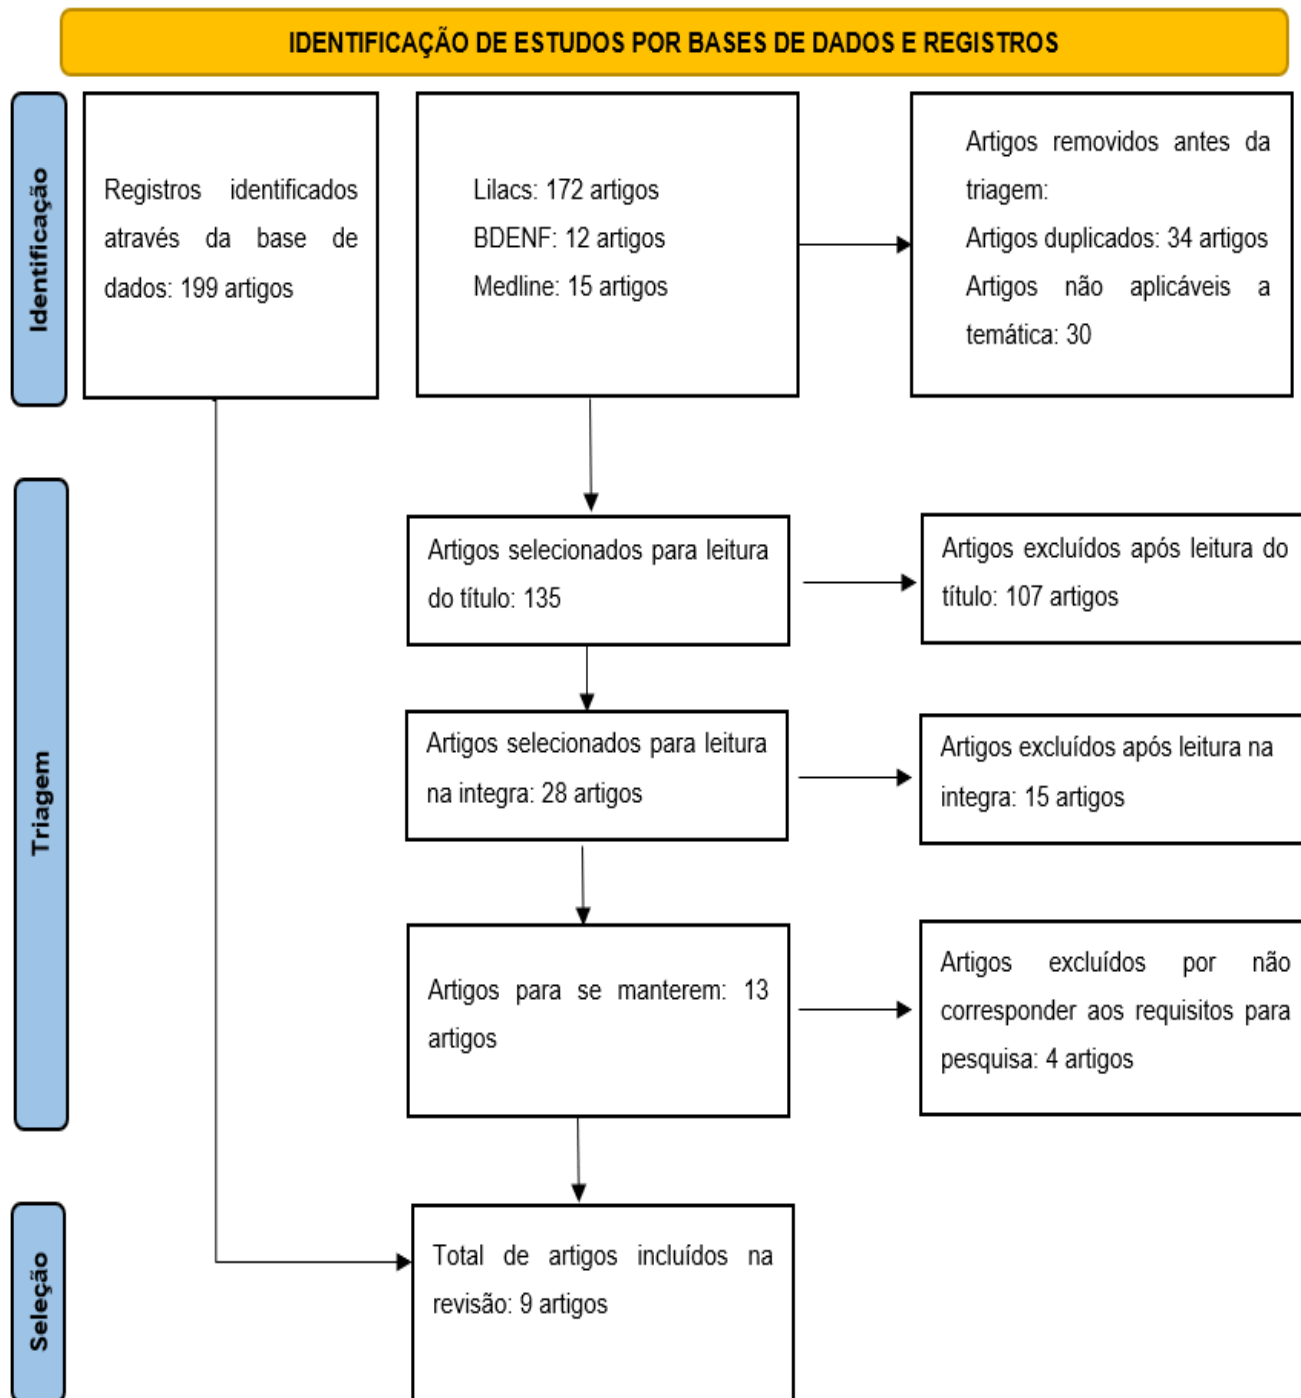 IDENTIFICAÇÃO DE ESTUDOS POR BASES DE DADOS E REGISTROS
Identificação
Registros identificados
através da base de
dados: 199 artigos
Lilacs: 172 artigos
BDENF: 12 artigos
Medline: 15 artigos
Artigos removidos antes da
triagem:
Artigos duplicados: 34 artigos
Artigos não aplicáveis a
temática: 30
Triagem
Artigos selecionados para leitura
do título: 135
Artigos excluídos após leitura do
título: 107 artigos
Artigos selecionados para leitura
na integra: 28 artigos
Artigos excluídos após leitura na
integra: 15 artigos
Artigos para se manterem: 13
artigos
Artigos excluídos por não
corresponder aos requisitos para
pesquisa: 4 artigos
Seleção
Total de artigos incluídos na
revisão: 9 artigos